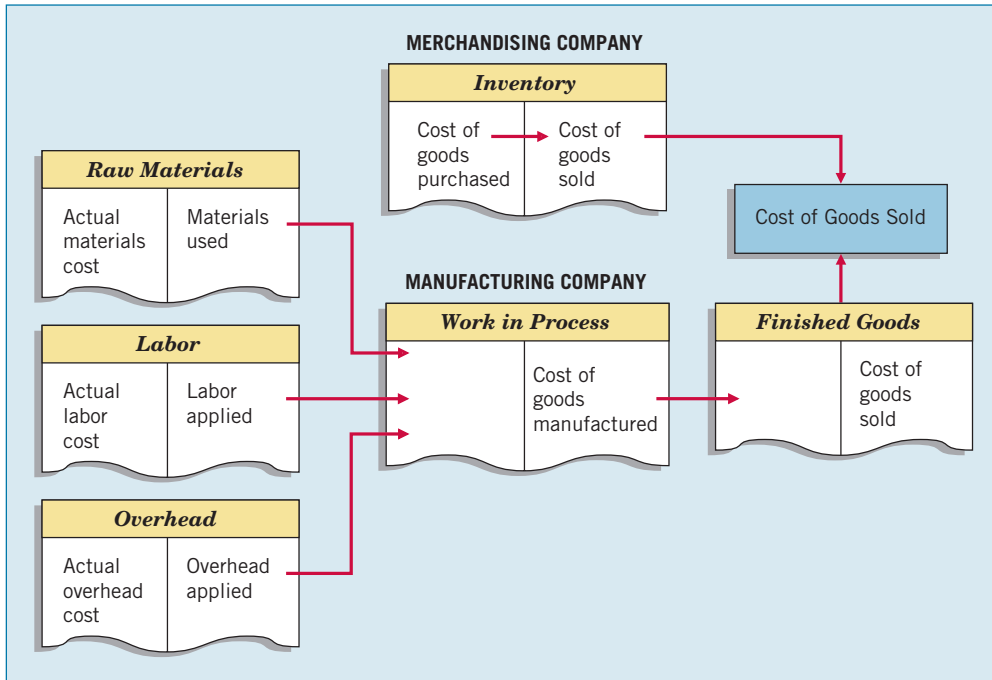 MERCHANDISING COMPANY
Inventory
Cost of
goods
purchased
Cost of
goods
sold
Raw Materials
Actual
materials
cost
Materials
used
Cost of Goods Sold
MANUFACTURING COMPANY
Labor
Actual
labor
cost
Labor
applied
Work in Process
Cost of
goods
manufactured
Finished Goods
Cost of
goods
sold
Overhead
Actual
overhead
cost
Overhead
applied